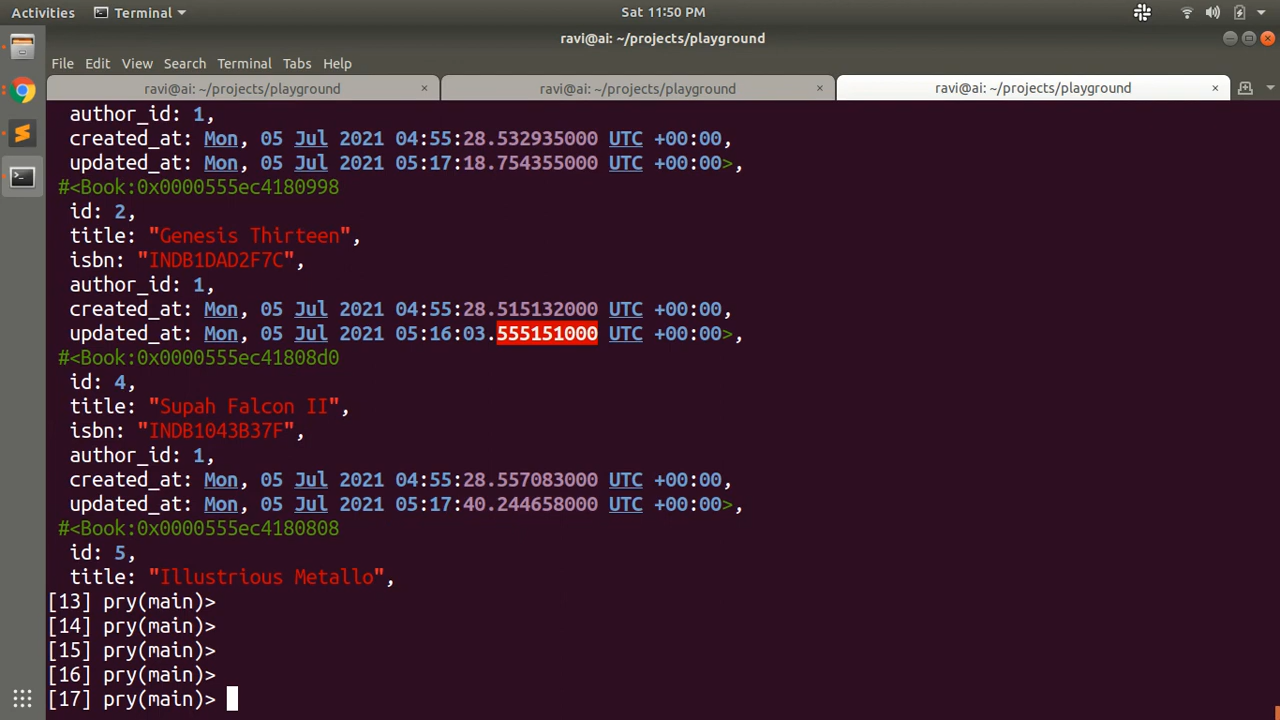 Activities
Terminal
Sat 11:50 PM
ravi@ai: ~/projects/playground
File Edit View Search Terminal Tabs Help
ravi@ai: ~/projects/playground × ravi@ai: ~/projects/playground × ravi@ai: ~/projects/playground ×
author_id: 1,
created_at: Mon, 05 Jul 2021 04:55:28.532935000 UTC +00:00,
updated_at: Mon, 05 Jul 2021 05:17:18.754355000 UTC +00:00>,
#<Book:0x0000555ec4180998
id: 2,
title: "Genesis Thirteen",
isbn: "INDB1DAD2F7C",
author_id: 1,
created_at: Mon, 05 Jul 2021 04:55:28.515132000 UTC +00:00,
updated_at: Mon, 05 Jul 2021 05:16:03.555151000 UTC +00:00>,
#<Book:0x0000555ec41808d0
id: 4,
title: "Supah Falcon II",
isbn: "INDB1043B37F",
author_id: 1,
created_at: Mon, 05 Jul 2021 04:55:28.557083000 UTC +00:00,
updated_at: Mon, 05 Jul 2021 05:17:40.244658000 UTC +00:00>,
#<Book:0x0000555ec4180808
id: 5,
title: "Illustrious Metallo",
[13] pry(main)>
[14] pry(main)>
[15] pry(main)>
[16] pry(main)>
[17] pry(main)>